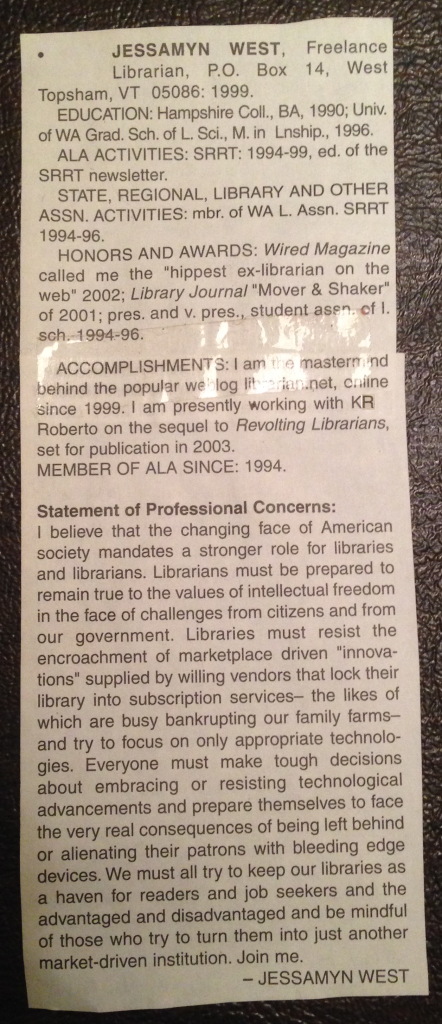 • JESSAMYN WEST, Freelance
Librarian, P.O. Box 14, West
Topsham, VT 05086: 1999.
EDUCATION: Hampshire Coll., BA, 1990; Univ.
of WA Grad. Sch. of L. Sci., M. in Lnship., 1996.
ALA ACTIVITIES: SRRT: 1994-99, ed. of the
SRRT newsletter.
STATE, REGIONAL, LIBRARY AND OTHER
ASSN. ACTIVITIES: mbr. of WA L. Assn. SRRT
1994-96.
HONORS AND AWARDS: Wired Magazine
called me the "hippest ex-librarian on the
web" 2002; Library Journal "Mover & Shaker"
of 2001; pres. and v. pres., student assn. of l.
sch. 1994-96.
ACCOMPLISHMENTS: I am the mastermind
behind the popular weblog librarian.net, online
since 1999. I am presently working with KR
Roberto on the sequel to Revolting Librarians,
set for publication in 2003.
MEMBER OF ALA SINCE: 1994.
Statement of Professional Concerns:
I believe that the changing face of American
society mandates a stronger role for libraries
and librarians. Librarians must be prepared to
remain true to the values of intellectual freedom
in the face of challenges from citizens and from
our government. Libraries must resist the
encroachment of marketplace driven "innova-
tions" supplied by willing vendors that lock their
library into subscription services– the likes of
which are busy bankrupting our family farms–
and try to focus on only appropriate technolo-
gies. Everyone must make tough decisions
about embracing or resisting technological
advancements and prepare themselves to face
the very real consequences of being left behind
or alienating their patrons with bleeding edge
devices. We must all try to keep our libraries as
a haven for readers and job seekers and the
advantaged and disadvantaged and be mindful
of those who try to turn them into just another
market-driven institution. Join me.
– JESSAMYN WEST